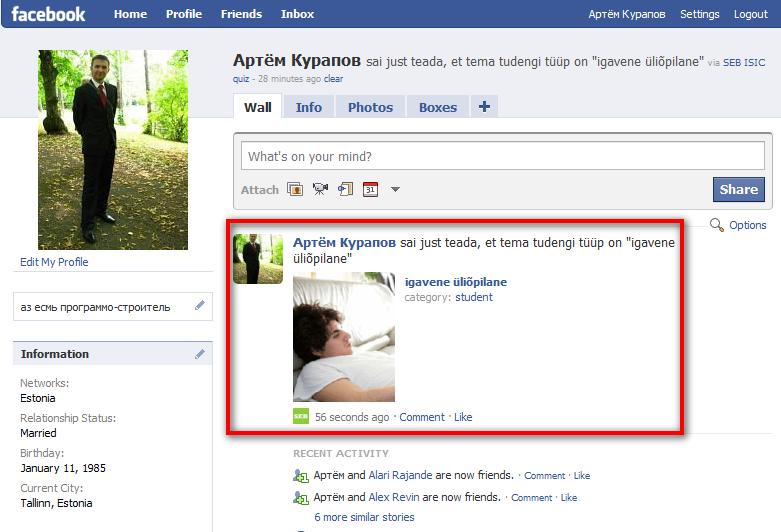 facebook Home Profile Friends Inbox Артём Курапов Settings Logout
Артём Курапов sai just teada, et tema tudengi tüüp on "igavene üliõpilane" via SEB ISIC
quiz - 28 minutes ago clear
Wall Info Photos Boxes +
What's on your mind?
Attach 31 Share
Options
Edit My Profile
аз есмь программо-строитель
Information
Networks:
Estonia
Relationship Status:
Married
Birthday:
January 11, 1985
Current City:
Tallinn, Estonia
Артём Курапов sai just teada, et tema tudengi tüüp on "igavene
üliõpilane"
igavene üliõpilane
category: student
SEB 56 seconds ago · Comment · Like
RECENT ACTIVITY
Артём and Alari Rajande are now friends. · Comment · Like
Артём and Alex Revin are now friends. · Comment · Like
6 more similar stories